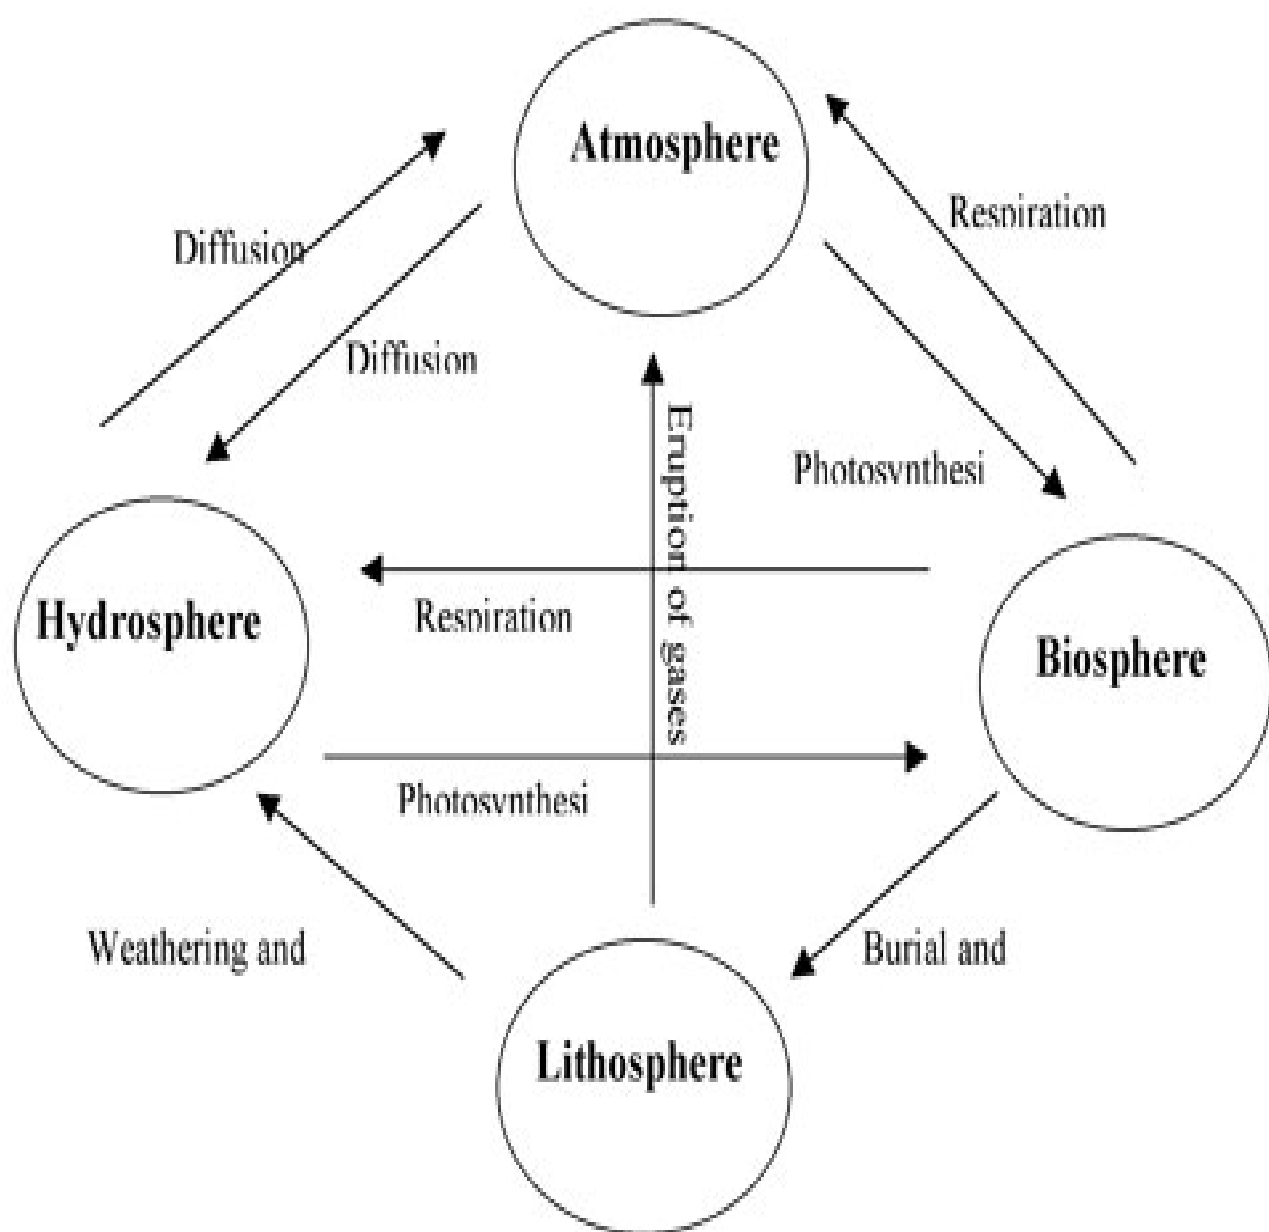 Atmosphere
Respiration
Diffusion
Diffusion
Eruption of gases
Photosynthesi
Respiration
Hydrosphere
Biosphere
Photosynthesi
Weathering and
Burial and
Lithosphere